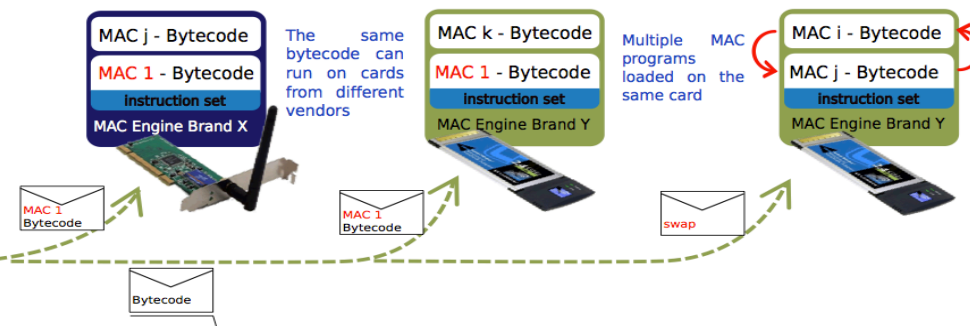 MAC j - Bytecode
MAC 1 - Bytecode
instruction set
MAC Engine Brand X
The same
bytecode can
run on cards
from different
vendors
MAC k - Bytecode
MAC 1 - Bytecode
instruction set
MAC Engine Brand Y
Multiple MAC
programs
loaded on the
same card
MAC i - Bytecode
MAC j - Bytecode
instruction set
MAC Engine Brand Y
MAC 1
Bytecode
MAC 1
Bytecode
swap
Bytecode